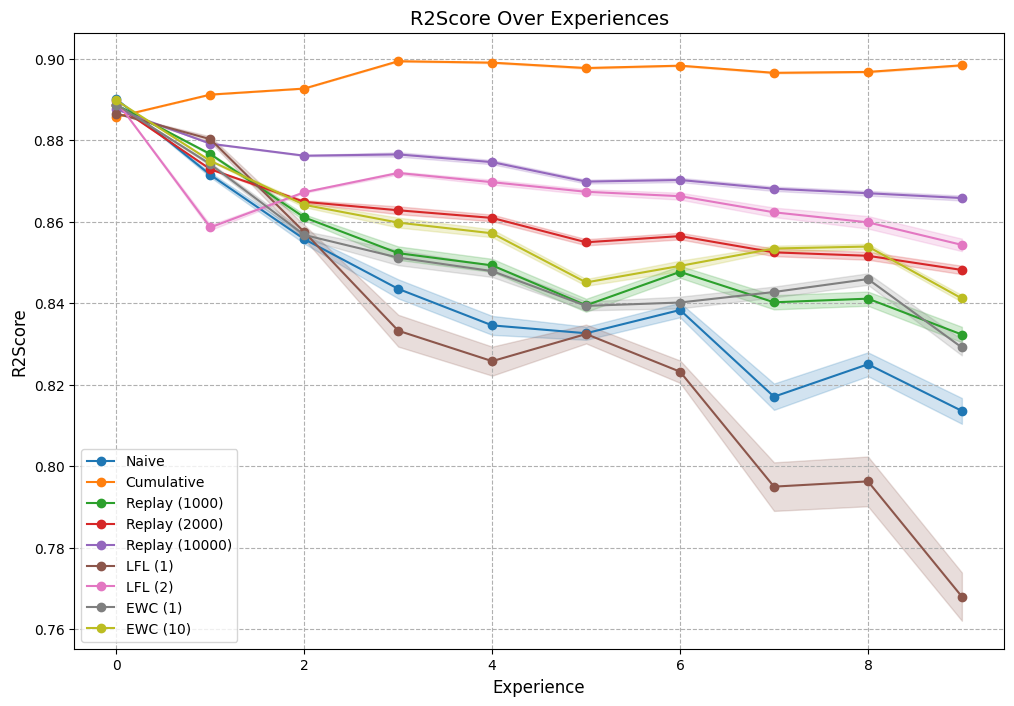 R2Score Over Experiences
R2Score
0.90
0.88
0.86
0.84
0.82
0.80
0.78
0.76
Naive
Cumulative
Replay (1000)
Replay (2000)
Replay (10000)
LFL (1)
LFL (2)
EWC (1)
EWC (10)
0 2 4 6 8
Experience